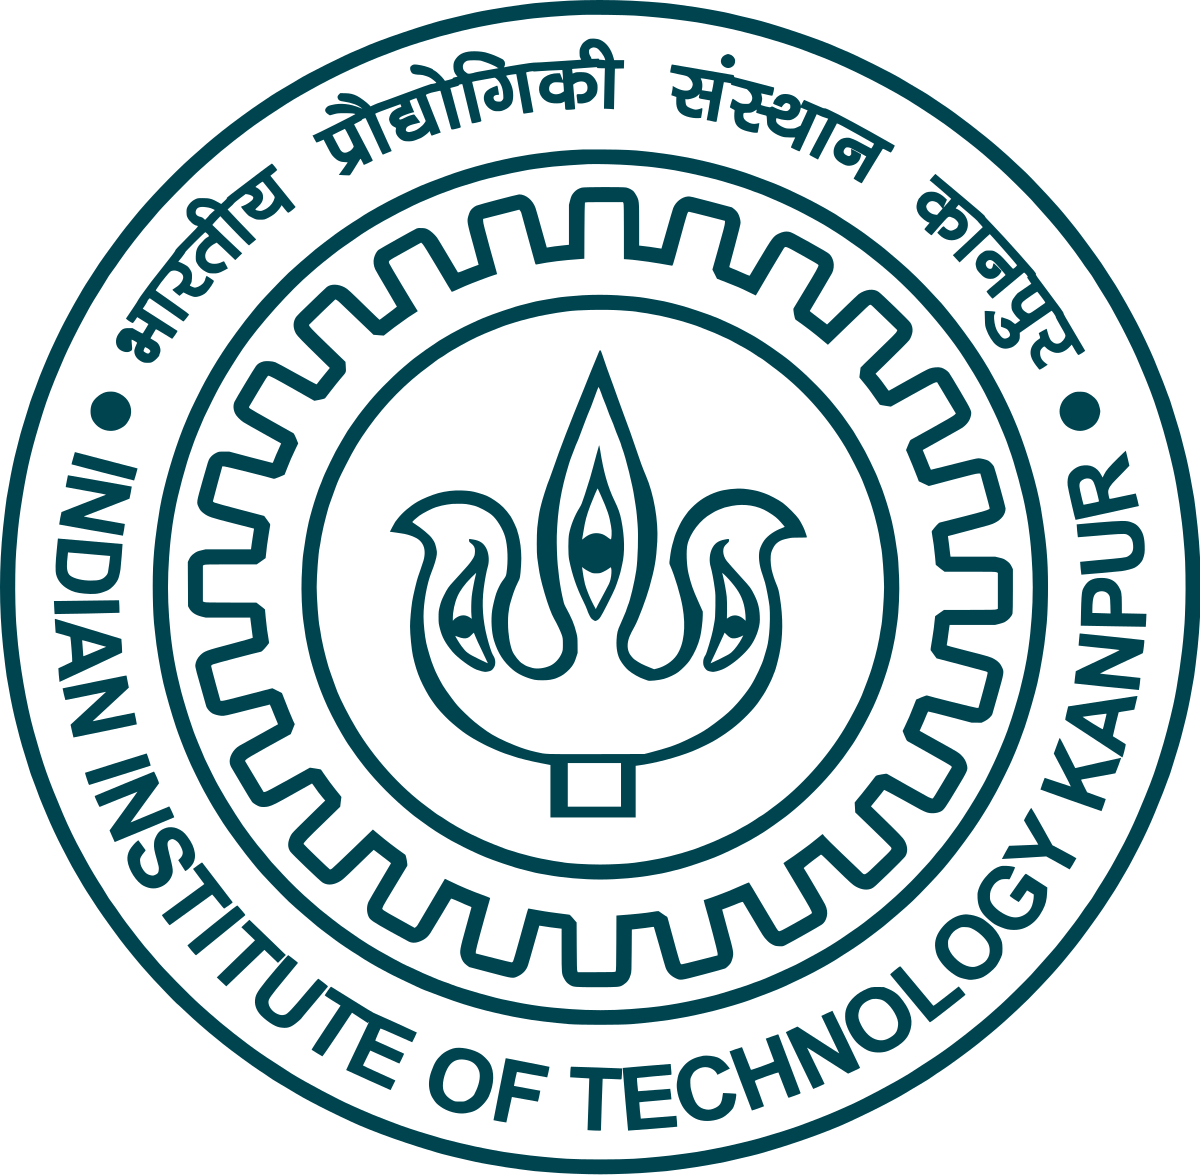 भारतीय प्रौद्योगिकी संस्थान कानपुर
INDIAN INSTITUTE OF TECHNOLOGY KANPUR